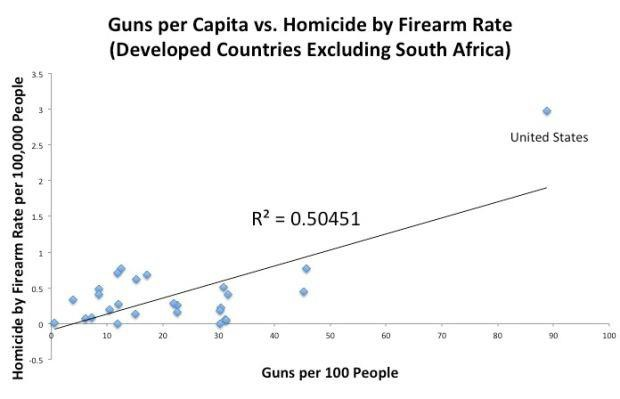 Guns per Capita vs. Homicide by Firearm Rate
(Developed Countries Excluding South Africa)
Homicide by Firearm Rate per 100,000 People
3.5
3
2.5
2
1.5
1
0.5
0
-0.5
United States
R² = 0.50451
0 10 20 30 40 50 60 70 80 90 100
Guns per 100 People